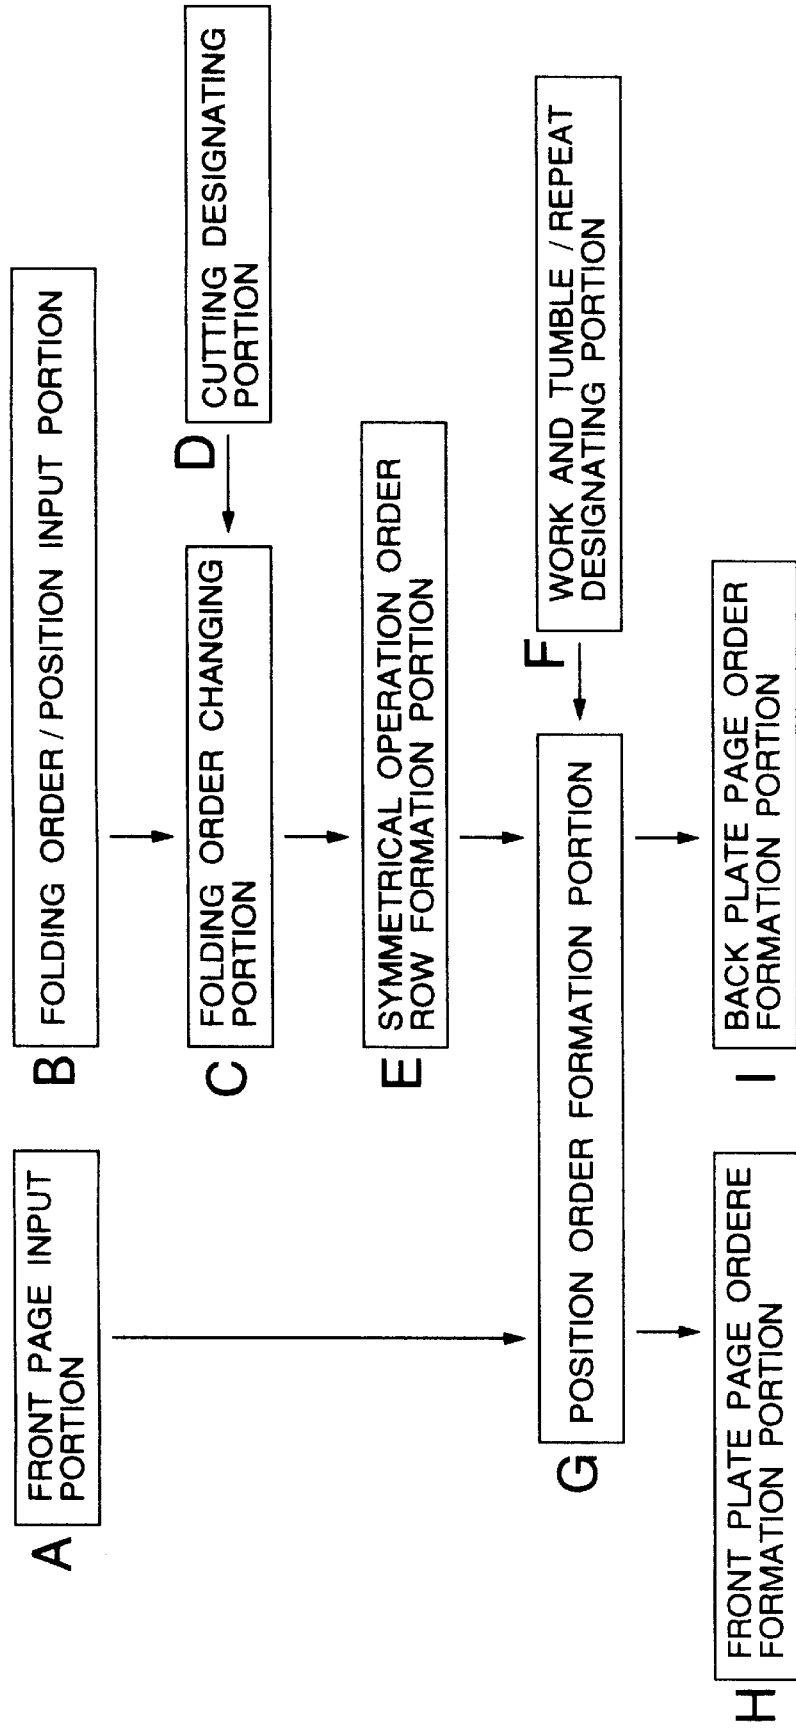 A
FRONT PAGE INPUT
PORTION
B
FOLDING ORDER / POSITION INPUT PORTION
C
FOLDING ORDER CHANGING
PORTION
D
CUTTING DESIGNATING
PORTION
E
SYMMETRICAL OPERATION ORDER
ROW FORMATION PORTION
F
WORK AND TUMBLE / REPEAT
DESIGNATING PORTION
G
POSITION ORDER FORMATION PORTION
H
FRONT PLATE PAGE ORDERE
FORMATION PORTION
I
BACK PLATE PAGE ORDER
FORMATION PORTION